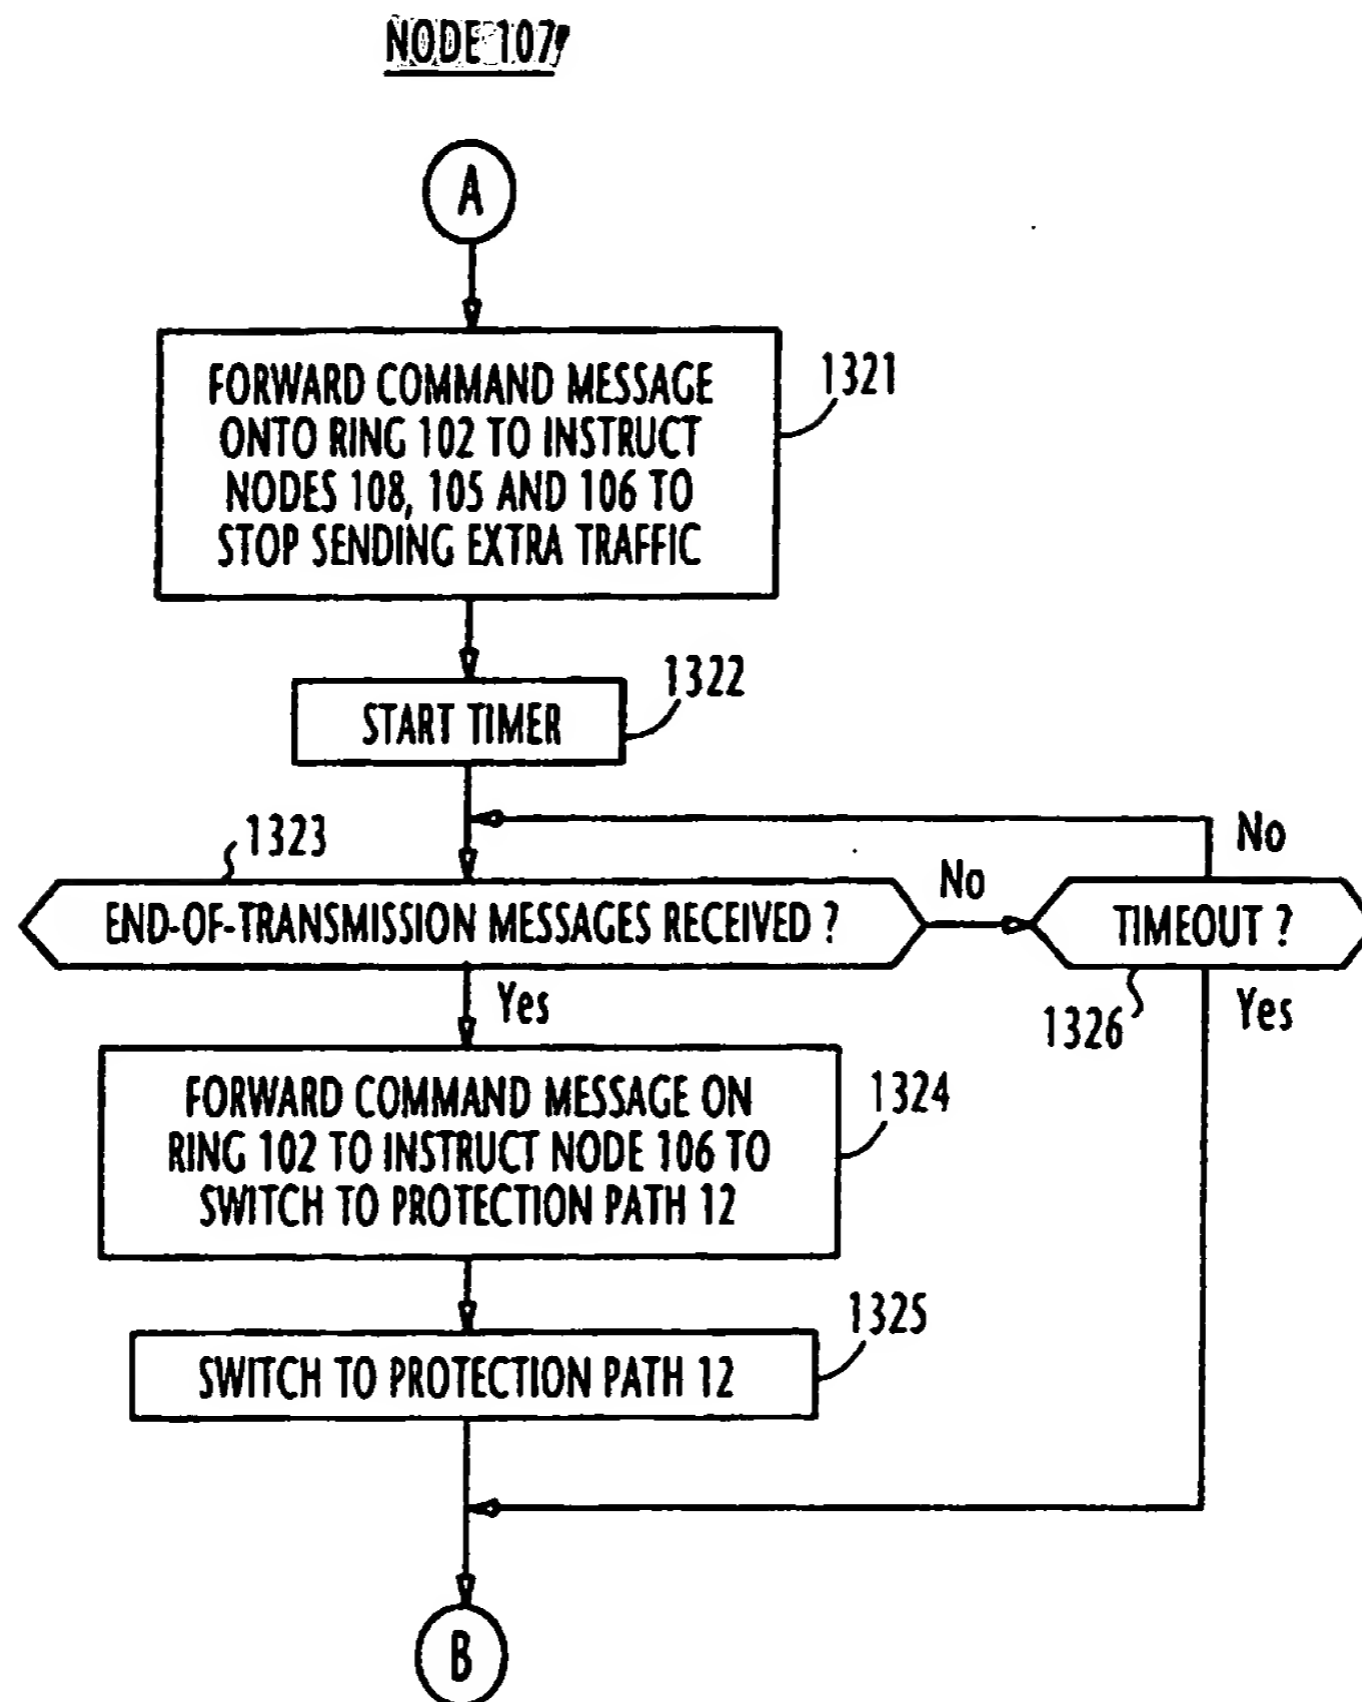 NODE 107
A
FORWARD COMMAND MESSAGE
ONTO RING 102 TO INSTRUCT
NODES 108, 105 AND 106 TO
STOP SENDING EXTRA TRAFFIC
1321
START TIMER
1322
1323
END-OF-TRANSMISSION MESSAGES RECEIVED ?
No
TIMEOUT ?
No
1326
Yes
Yes
FORWARD COMMAND MESSAGE ON
RING 102 TO INSTRUCT NODE 106 TO
SWITCH TO PROTECTION PATH 12
1324
SWITCH TO PROTECTION PATH 12
1325
B